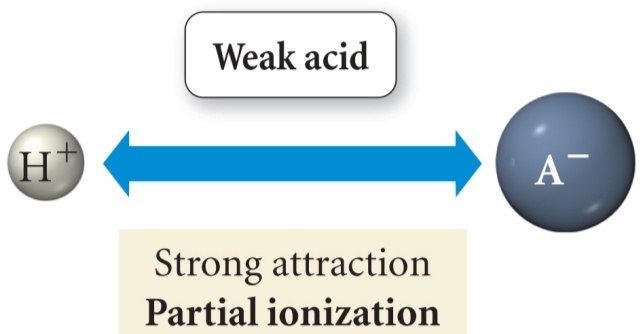 Weak acid
H⁺ A⁻
Strong attraction
Partial ionization